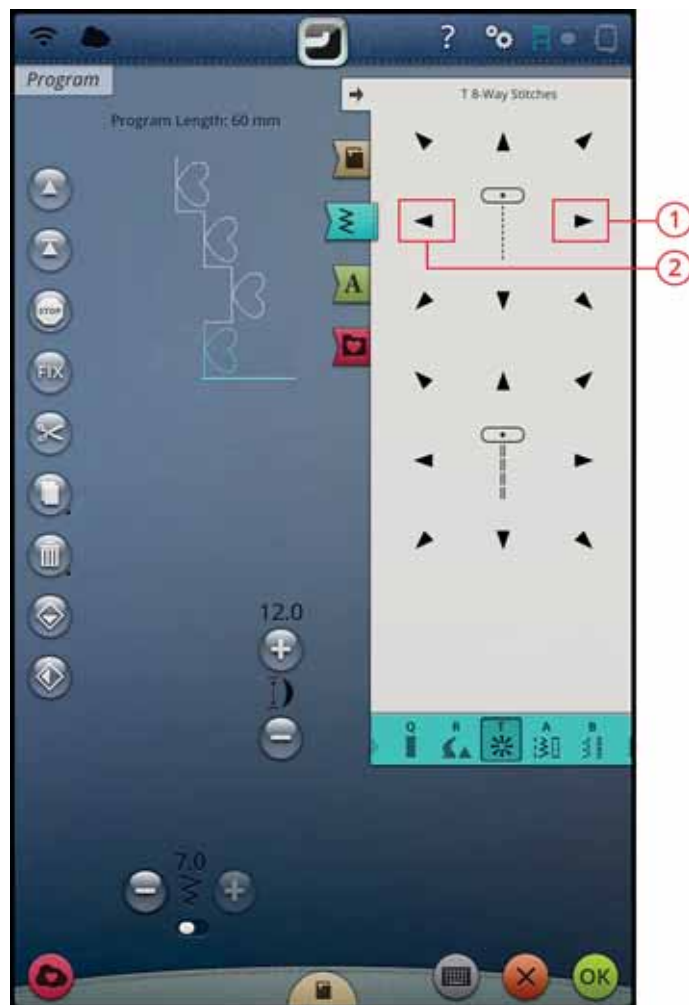 ?
Program
T 8-Way Stitches
Program Length: 60 mm
1
2
A
STOP
FIX
12.0
Q R T A B
7.0
OK